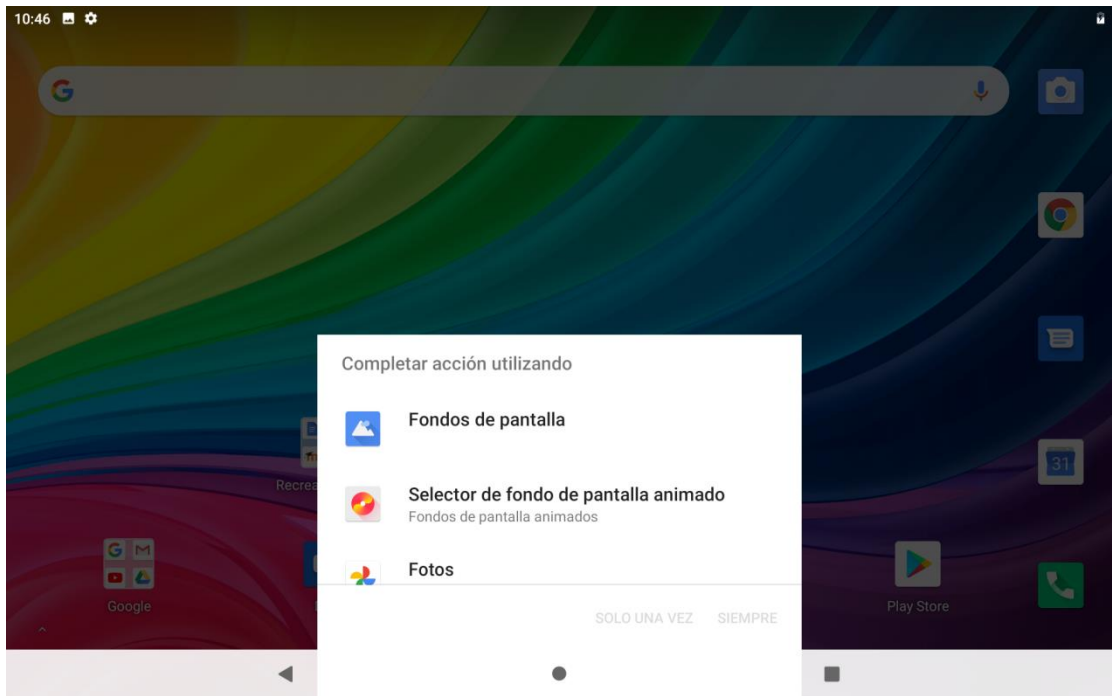 10:46
Completar acción utilizando
Fondos de pantalla
Selector de fondo de pantalla animado
Fondos de pantalla animados
Fotos
SOLO UNA VEZ SIEMPRE
31
Google
Play Store